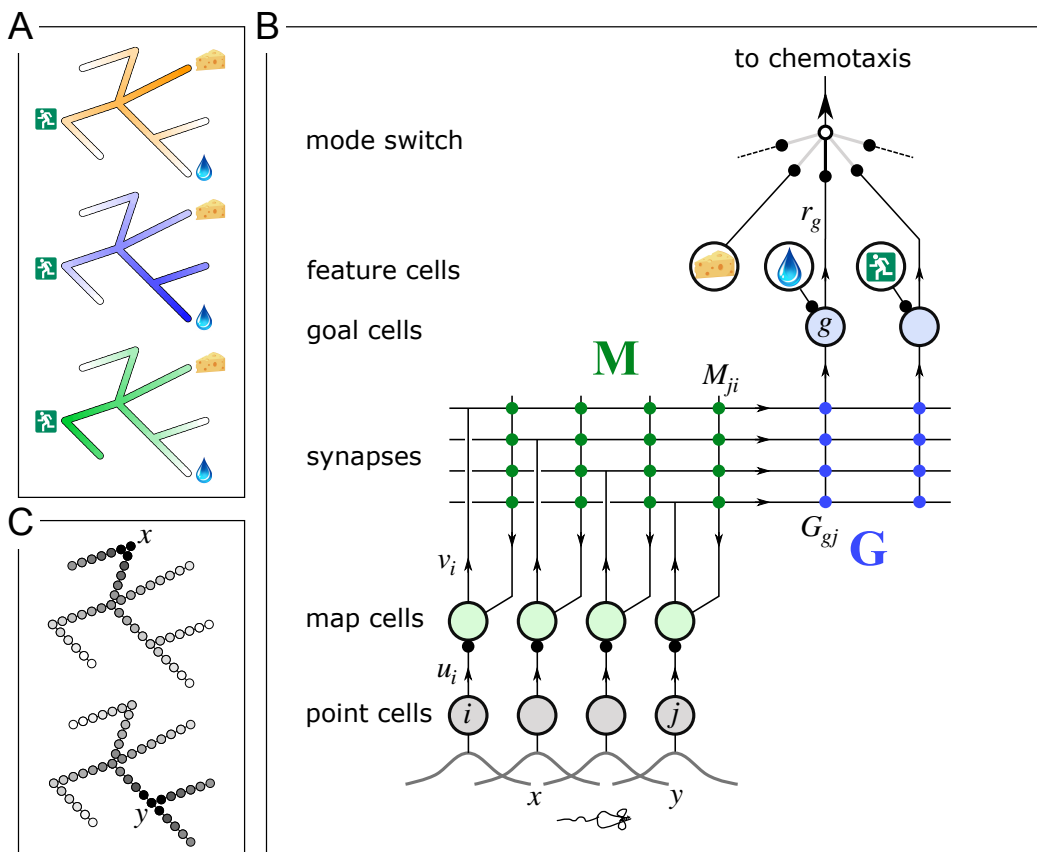 A
B
to chemotaxis
mode switch
r_g
feature cells
goal cells
g
M
M_ji
synapses
G_gj
G
C
x
v_i
map cells
u_i
point cells
i
j
y
x
y